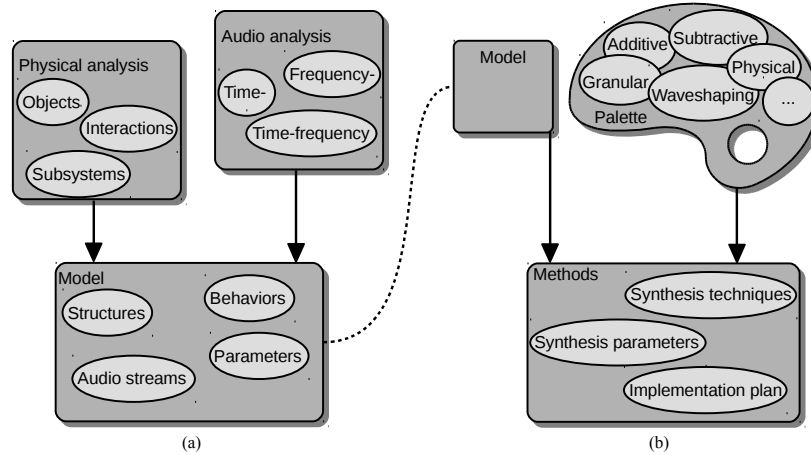 Physical analysis
Objects
Interactions
Subsystems
Audio analysis
Time-
Frequency-
Time-frequency
Model
Structures
Behaviors
Parameters
Audio streams
(a)
Model
Additive
Subtractive
Granular
Physical
Waveshaping
...
Palette
Methods
Synthesis techniques
Synthesis parameters
Implementation plan
(b)